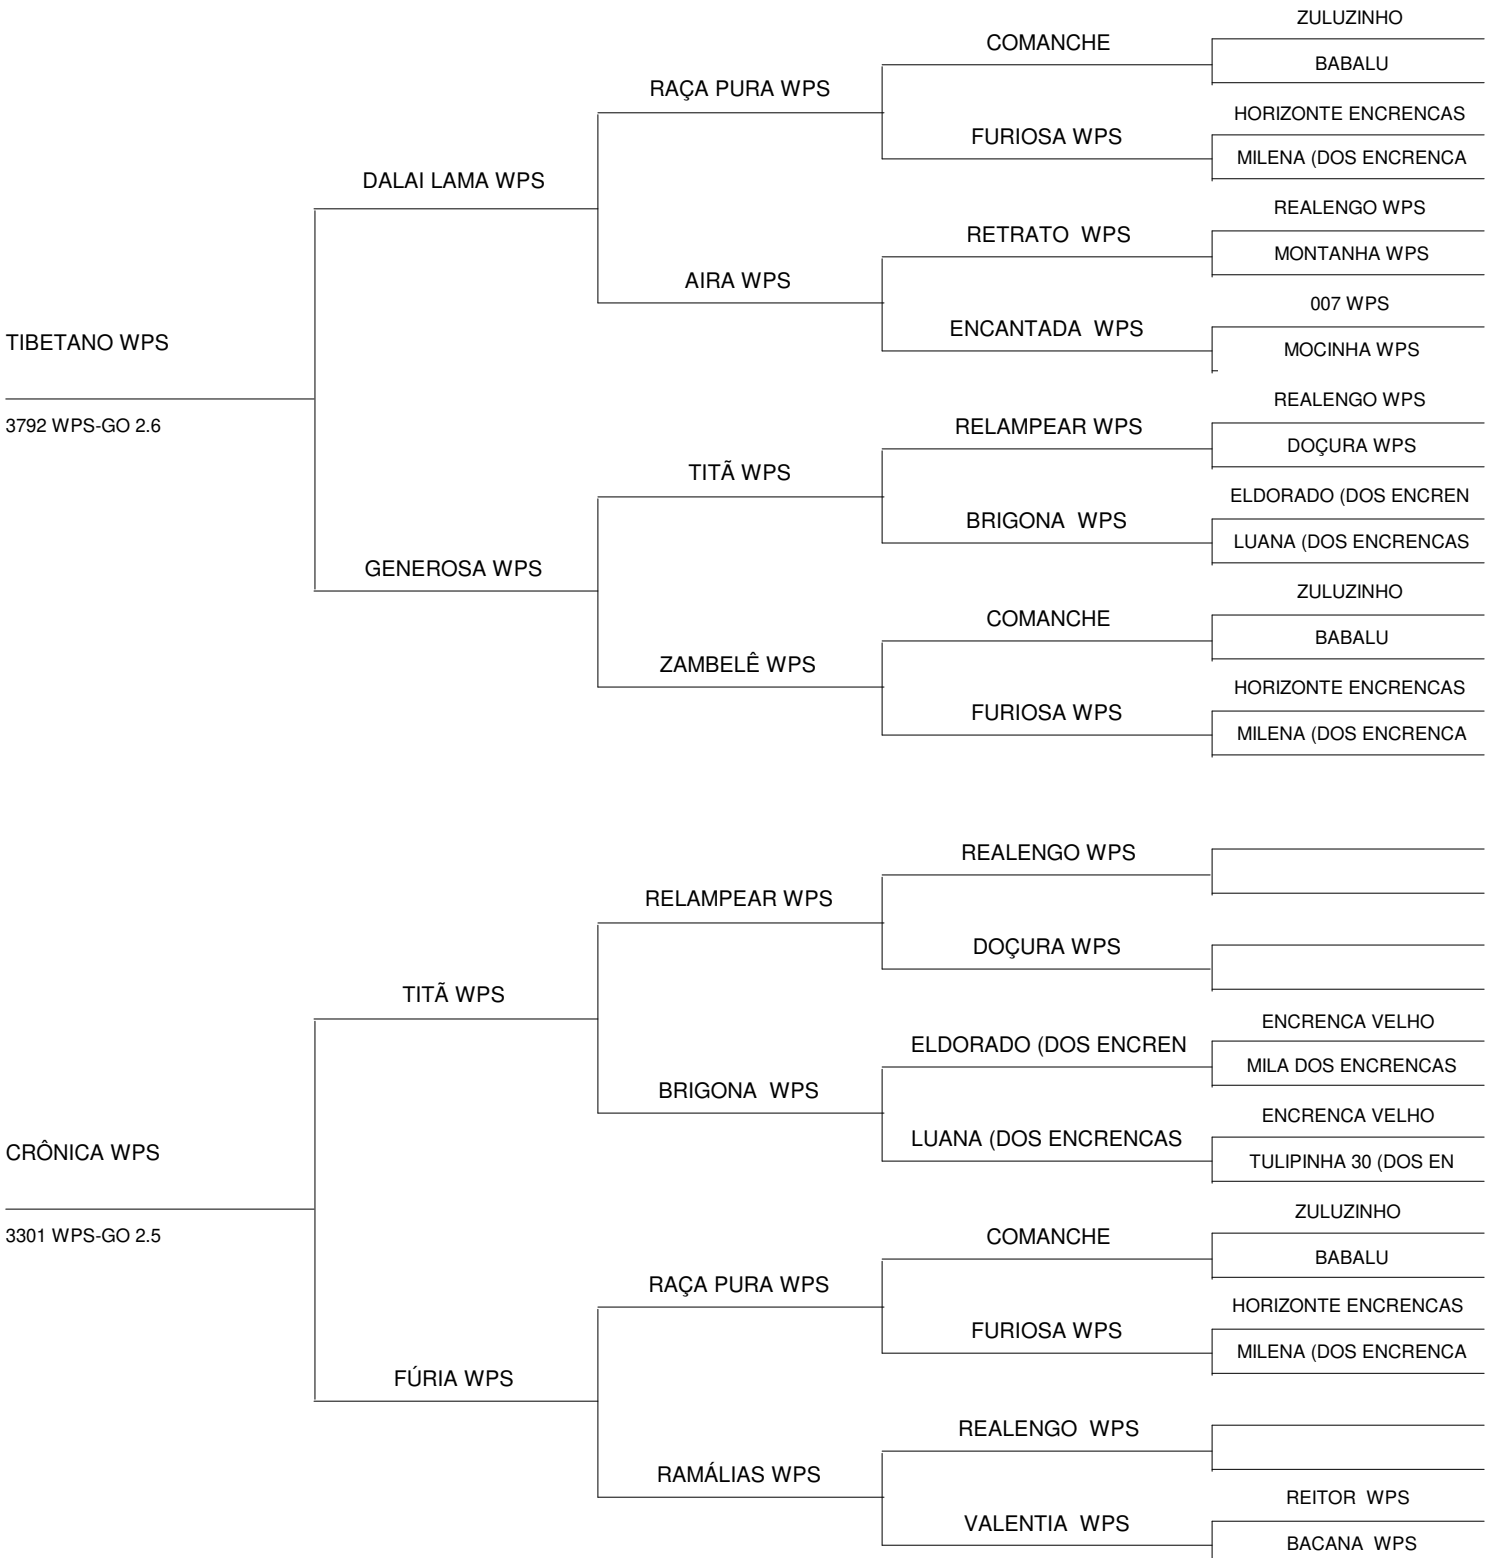 ZULUZINHO
COMANCHE
BABALU
RAÇA PURA WPS
HORIZONTE ENCRENCAS
FURIOSA WPS
MILENA (DOS ENCRENCA
DALAI LAMA WPS
REALENGO WPS
RETRATO  WPS
MONTANHA WPS
AIRA WPS
007 WPS
ENCANTADA  WPS
MOCINHA WPS
TIBETANO WPS
3792 WPS-GO 2.6
REALENGO WPS
RELAMPEAR WPS
DOÇURA WPS
TITÃ WPS
ELDORADO (DOS ENCREN
BRIGONA  WPS
LUANA (DOS ENCRENCAS
GENEROSA WPS
ZULUZINHO
COMANCHE
BABALU
ZAMBELÊ WPS
HORIZONTE ENCRENCAS
FURIOSA WPS
MILENA (DOS ENCRENCA
REALENGO WPS
RELAMPEAR WPS
DOÇURA WPS
TITÃ WPS
ENCRENCA VELHO
ELDORADO (DOS ENCREN
MILA DOS ENCRENCAS
BRIGONA  WPS
ENCRENCA VELHO
LUANA (DOS ENCRENCAS
TULIPINHA 30 (DOS EN
CRÔNICA WPS
3301 WPS-GO 2.5
ZULUZINHO
COMANCHE
BABALU
RAÇA PURA WPS
HORIZONTE ENCRENCAS
FURIOSA WPS
MILENA (DOS ENCRENCA
FÚRIA WPS
REALENGO  WPS
RAMÁLIAS WPS
REITOR  WPS
VALENTIA  WPS
BACANA  WPS